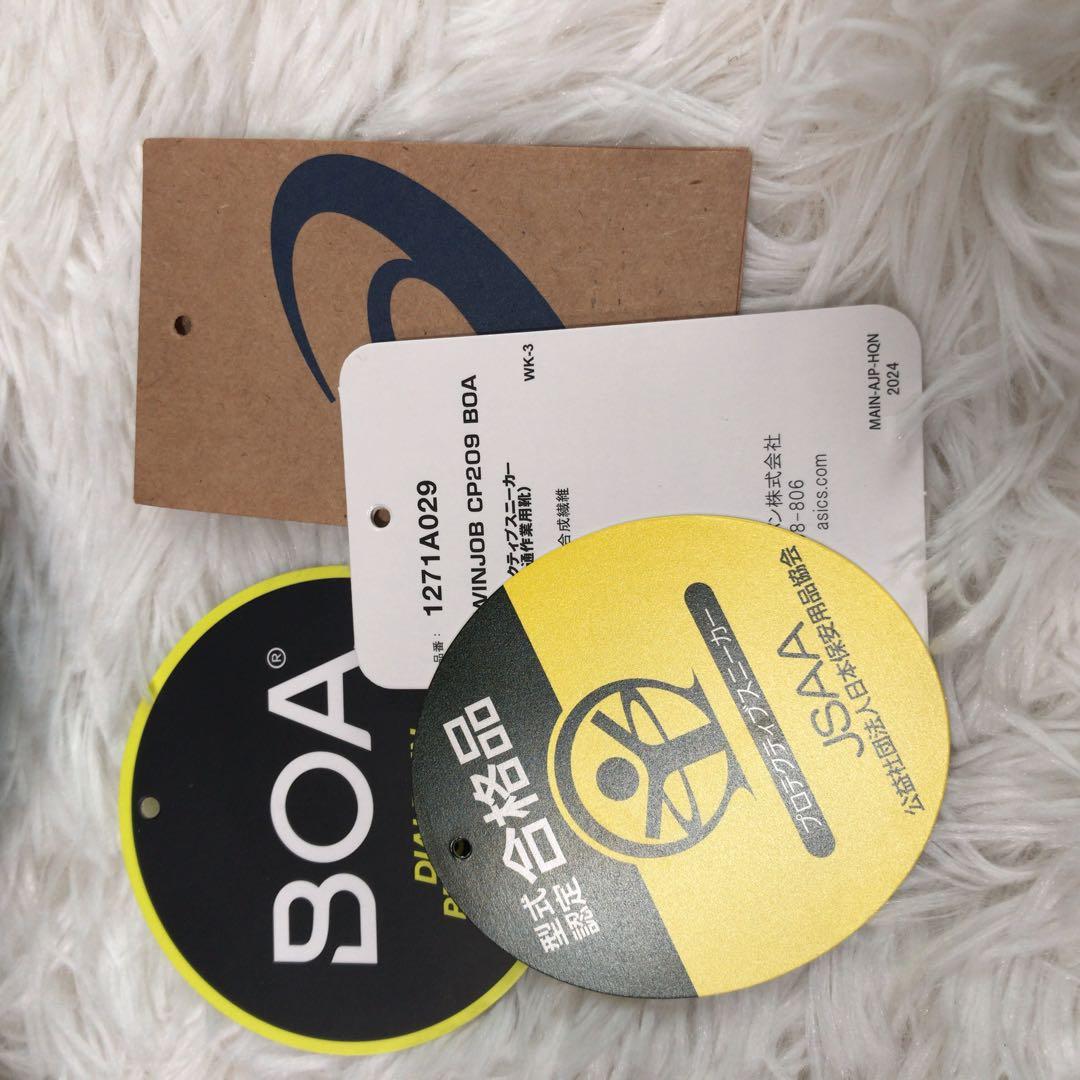 品番: 1271A029
WINJOB CP209 BOA
クティブスニーカー
通作業用靴)
WK-3
合成繊維
ン株式会社
8-806
asics.com
MAIN-AJP-HQN
2024
BOA®
型式
認定
合格品
プロテクティブスニーカー
JSAA
公益社団法人日本保安用品協会